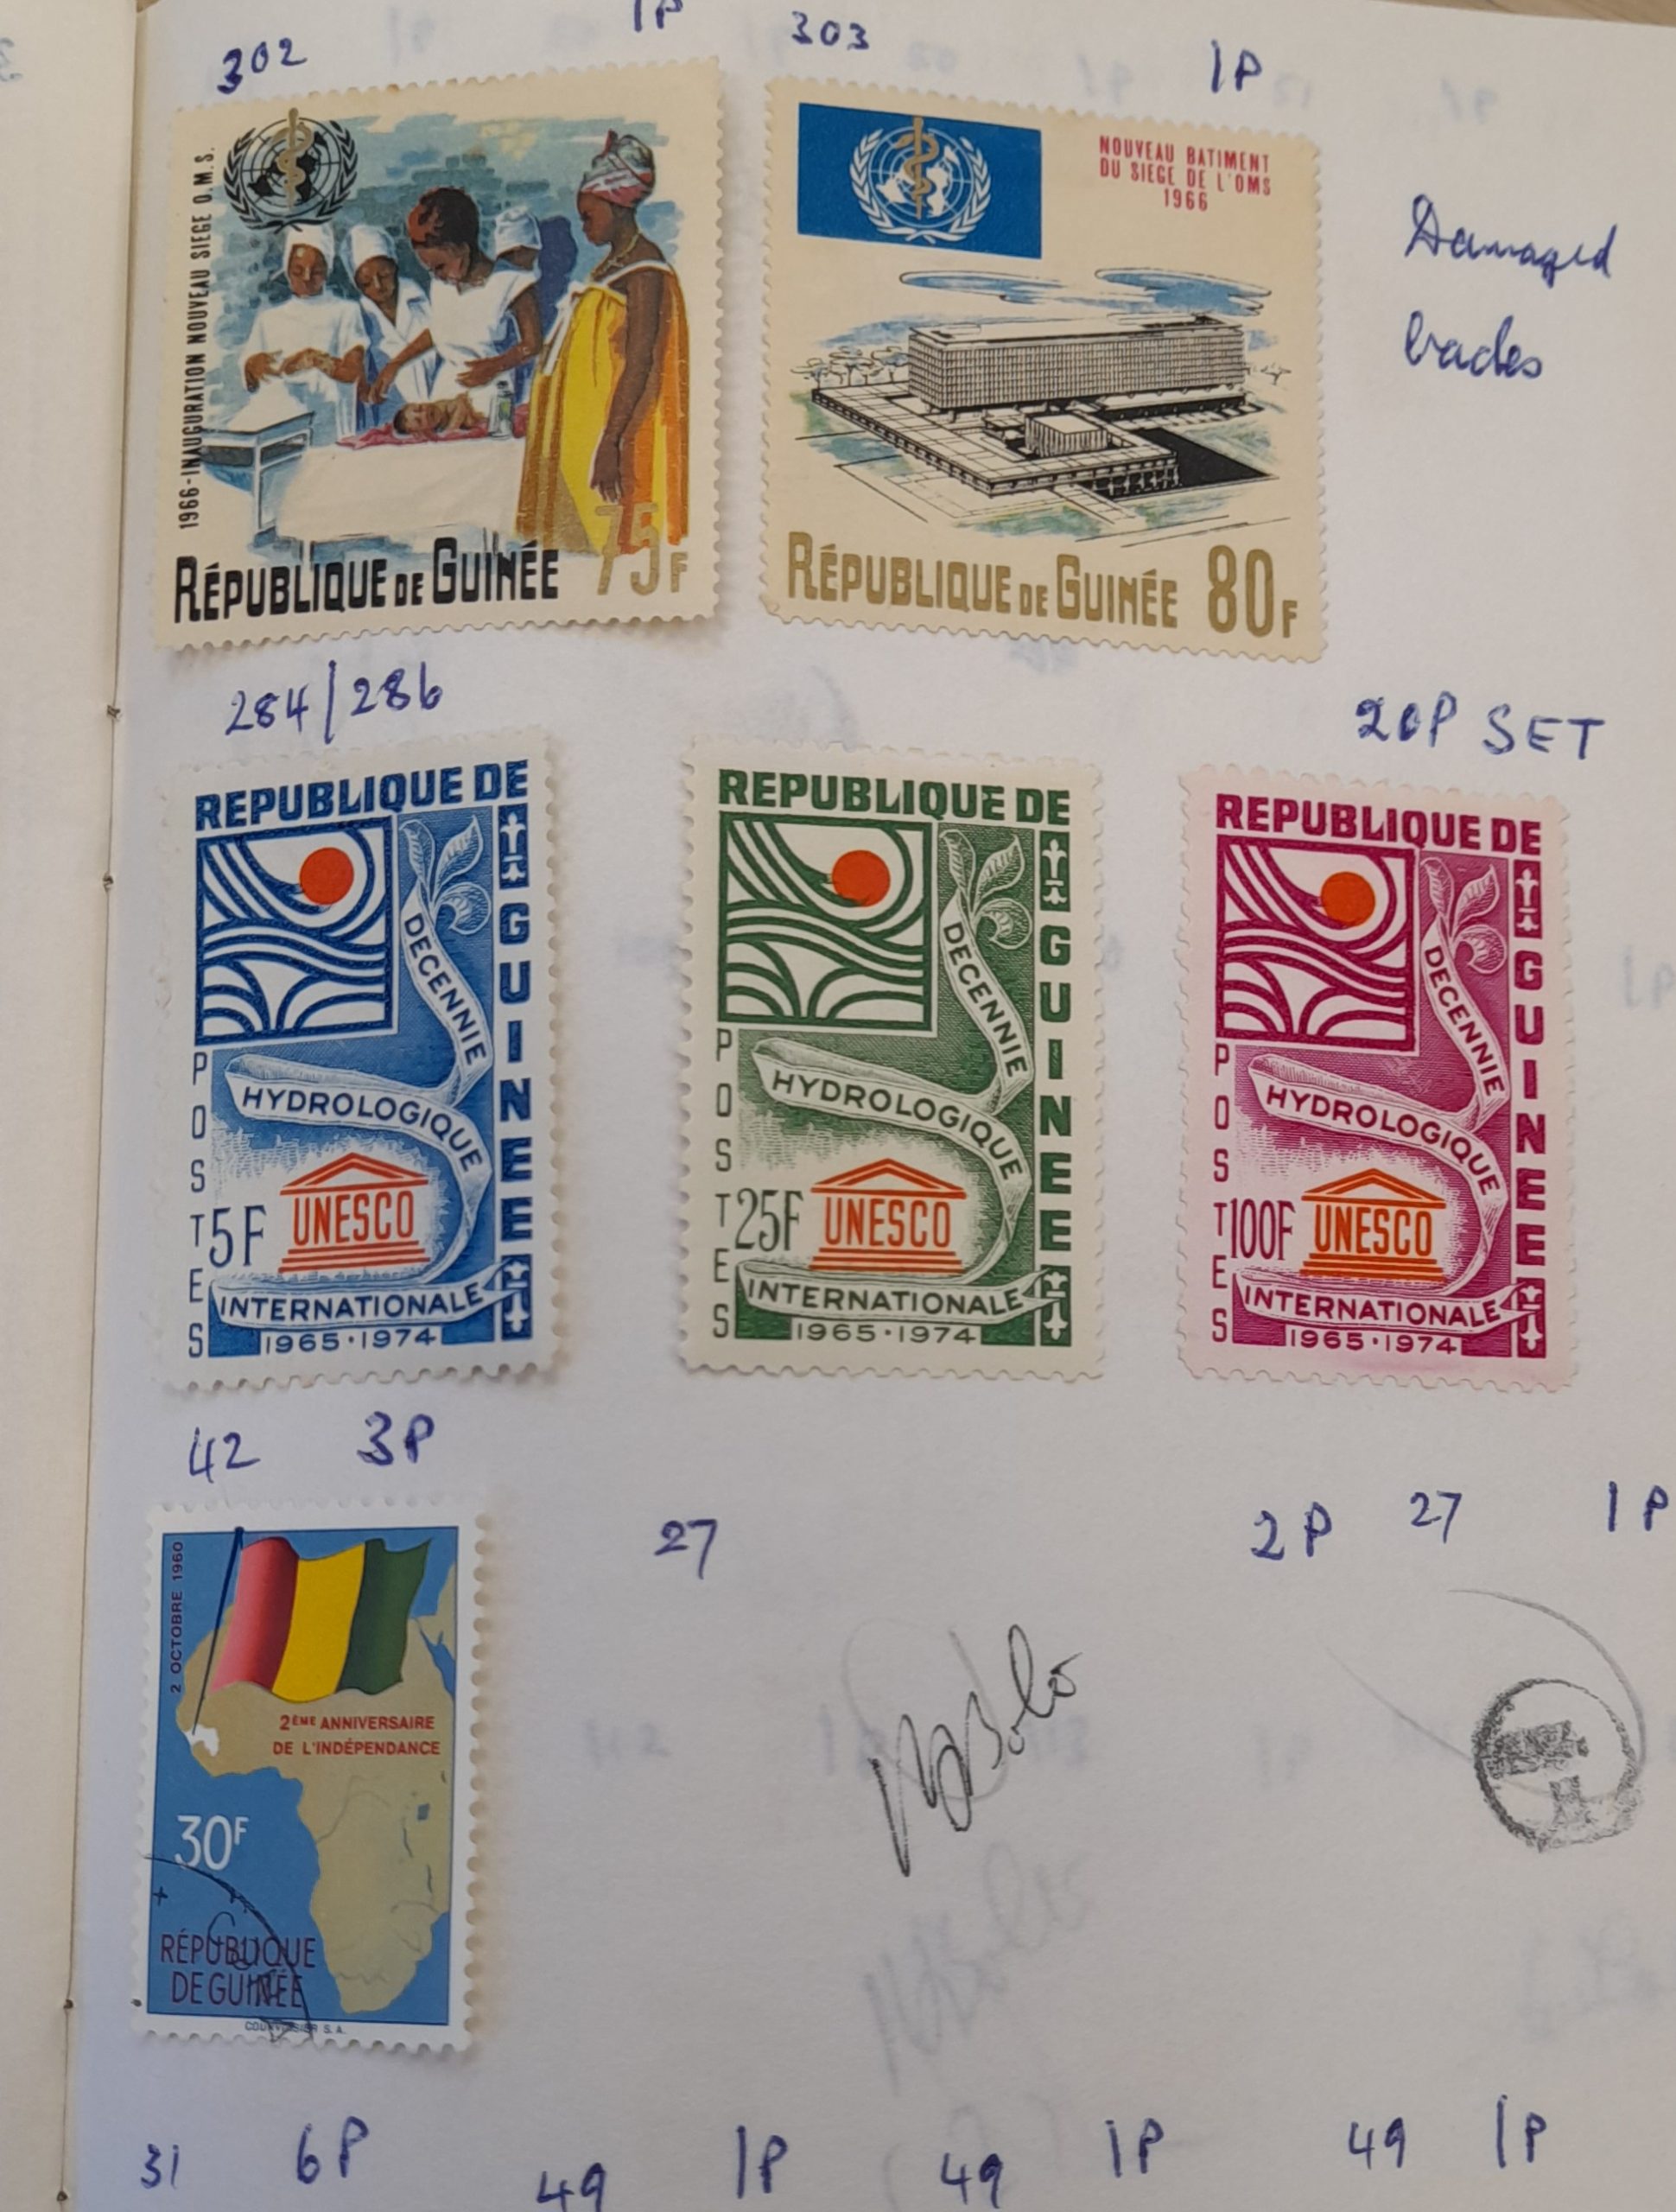 302
1P
303
1P
1966-INAUGURATION NOUVEAU SIEGE O.M.S.
RÉPUBLIQUE DE GUINÉE 75F
NOUVEAU BATIMENT
DU SIEGE DE L'OMS
1966
RÉPUBLIQUE DE GUINÉE 80F
Damaged
backs
284/286
20P SET
REPUBLIQUE DE
GUINEE
DECENNIE
HYDROLOGIQUE
POSTES
5F
UNESCO
INTERNATIONALE
1965·1974
REPUBLIQUE DE
GUINEE
DECENNIE
HYDROLOGIQUE
POSTES
25F
UNESCO
INTERNATIONALE
1965·1974
REPUBLIQUE DE
GUINEE
DECENNIE
HYDROLOGIQUE
POSTES
100F
UNESCO
INTERNATIONALE
1965·1974
42 3P
27
2P
27
1P
2 OCTOBRE 1960
2ÈME ANNIVERSAIRE
DE L'INDÉPENDANCE
30F
RÉPUBLIQUE
DE GUINÉE
COURVOISIER S.A.
31 6P
49 1P
49 1P
49 1P